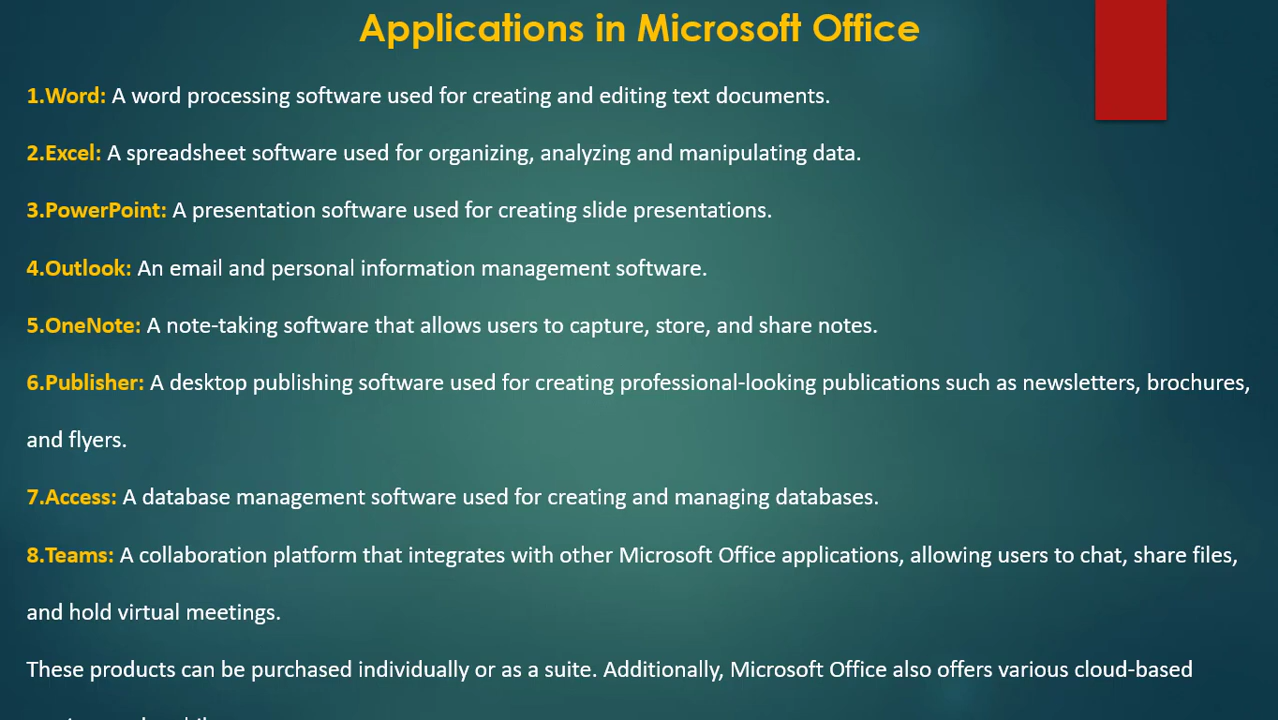 Applications in Microsoft Office
1.Word: A word processing software used for creating and editing text documents.
2.Excel: A spreadsheet software used for organizing, analyzing and manipulating data.
3.PowerPoint: A presentation software used for creating slide presentations.
4.Outlook: An email and personal information management software.
5.OneNote: A note-taking software that allows users to capture, store, and share notes.
6.Publisher: A desktop publishing software used for creating professional-looking publications such as newsletters, brochures,
and flyers.
7.Access: A database management software used for creating and managing databases.
8.Teams: A collaboration platform that integrates with other Microsoft Office applications, allowing users to chat, share files,
and hold virtual meetings.
These products can be purchased individually or as a suite. Additionally, Microsoft Office also offers various cloud-based